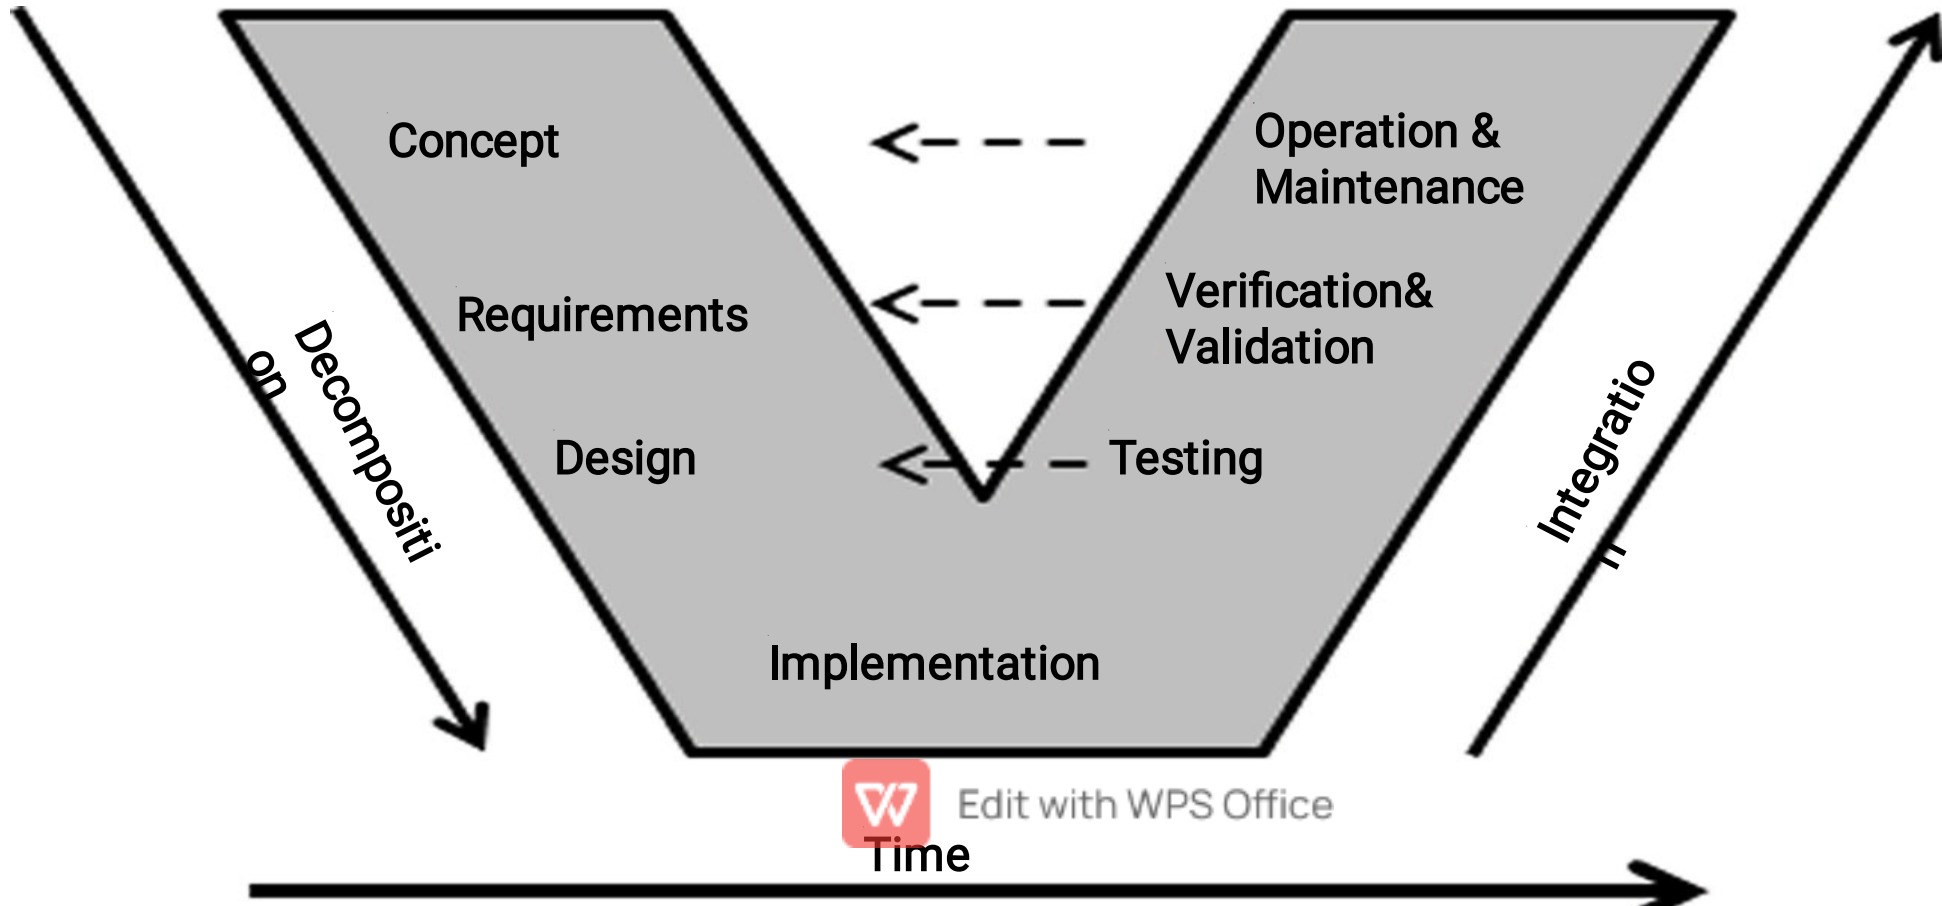 Concept
Operation &
Maintenance
Requirements
Verification&
Validation
Decompositi
on
Design
Testing
Integratio
n
Implementation
Edit with WPS Office
Time